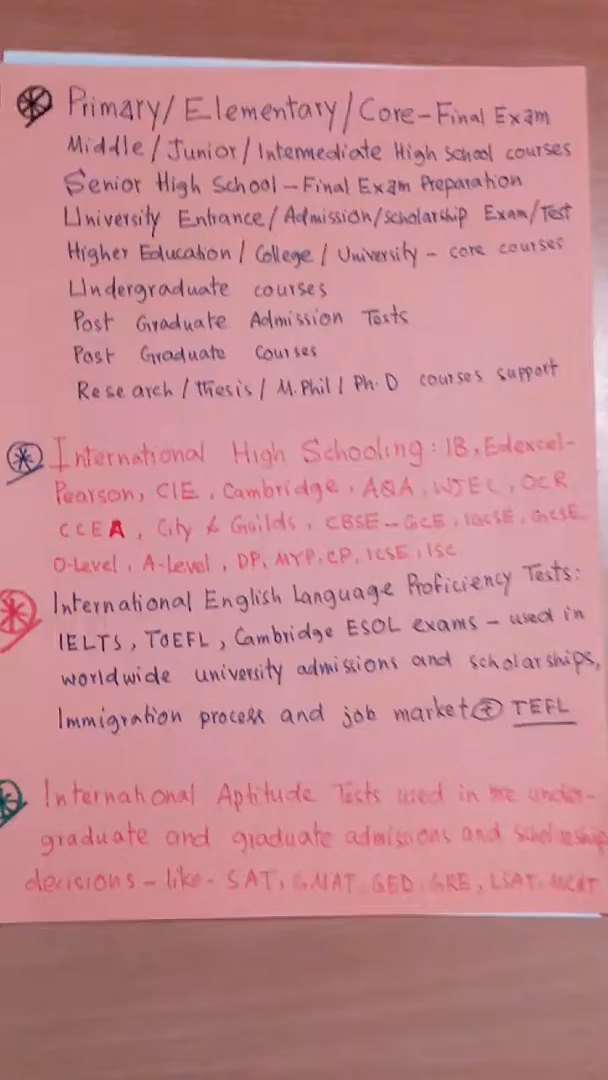 Primary/Elementary/Core-Final Exam
Middle/Junior/Intermediate High School courses
Senior High School - Final Exam Preparation
University Entrance/Admission/Scholarship Exam/Test
Higher Education / College / University - core courses
Undergraduate courses
Post Graduate Admission Tests
Post Graduate Courses
Research / Thesis / M.Phil / Ph.D courses support
International High Schooling: IB, Edexcel-
Pearson, CIE, Cambridge, AQA, WJEC, OCR
CCEA, City & Guilds, CBSE - GCE, IGCSE, GCSE
O-Level, A-Level, DP, MYP, CP, ICSE, ISC
International English Language Proficiency Tests:
IELTS, TOEFL, Cambridge ESOL exams - used in
worldwide university admissions and scholarships,
Immigration process and job market + TEFL
International Aptitude Tests used in the under-
graduate and graduate admissions and scholarship
decisions - like - SAT, GMAT, GED, GRE, LSAT, MCAT